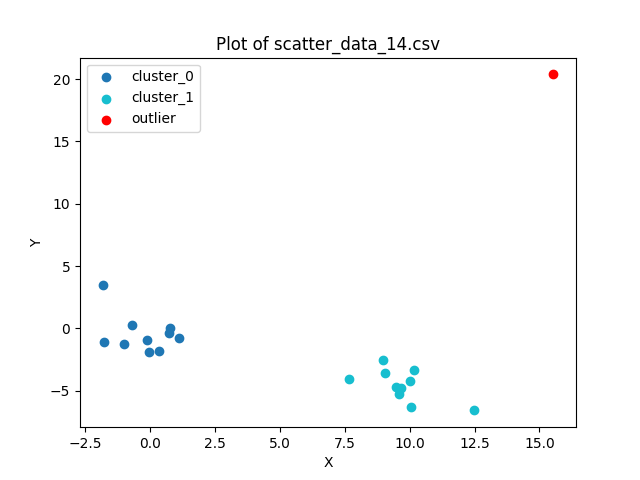 Plot of scatter_data_14.csv
cluster_0
cluster_1
outlier
20
15
10
5
0
−5
Y
−2.5 0.0 2.5 5.0 7.5 10.0 12.5 15.0
X